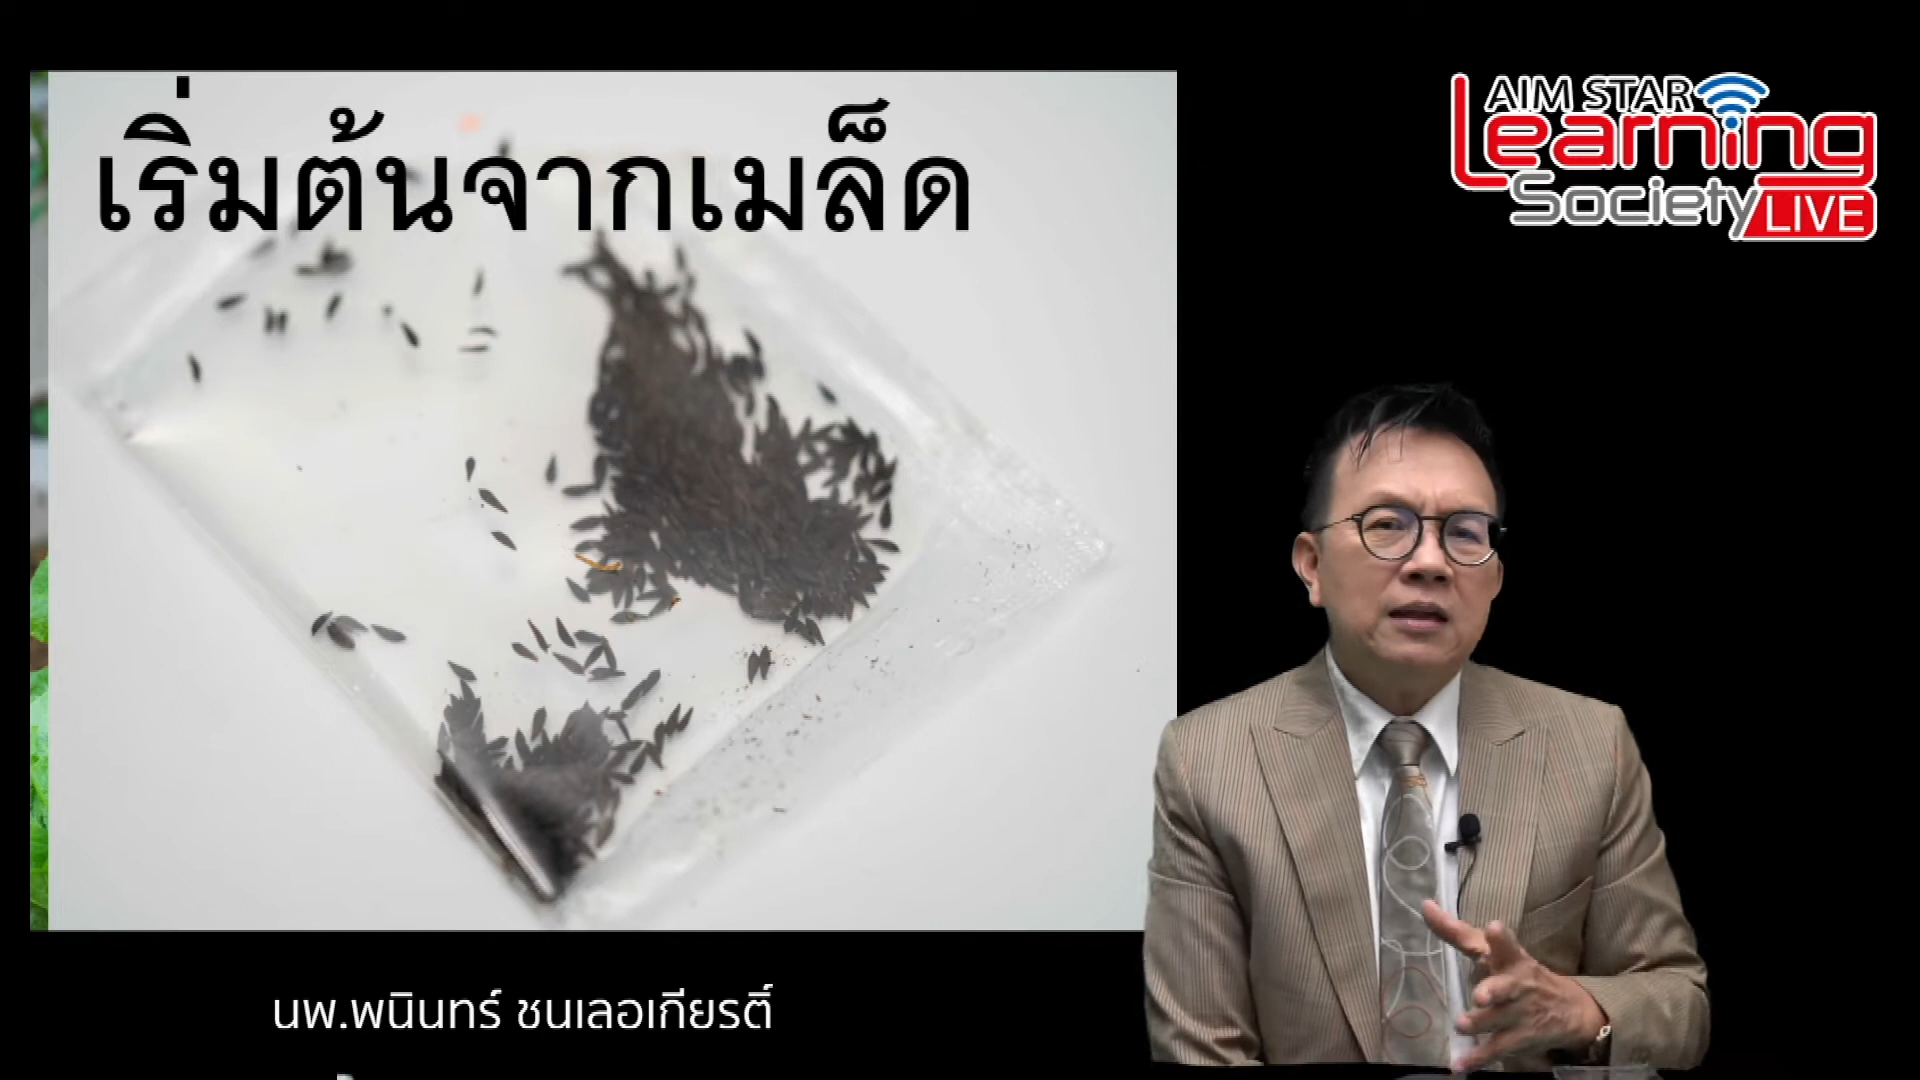 เริ่มต้นจากเมล็ด
AIM STAR
Learning
Society LIVE
นพ.พนินทร์ ชนเลอเกียรติ์